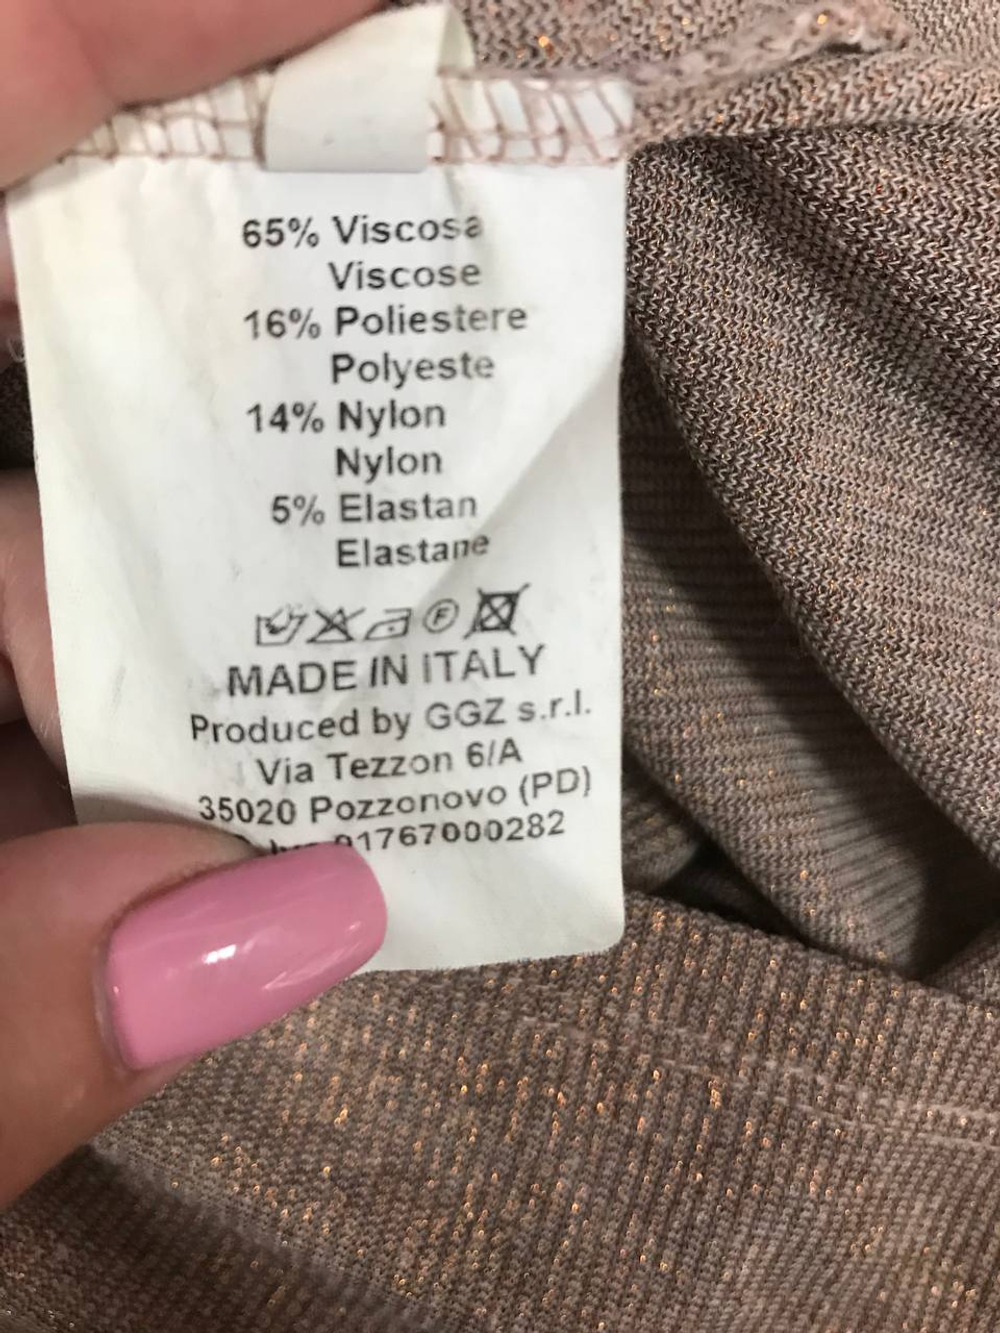 65% Viscosa
Viscose
16% Poliestere
Polyeste
14% Nylon
Nylon
5% Elastan
Elastane
F
MADE IN ITALY
Produced by GGZ s.r.l.
Via Tezzon 6/A
35020 Pozzonovo (PD)
01767000282